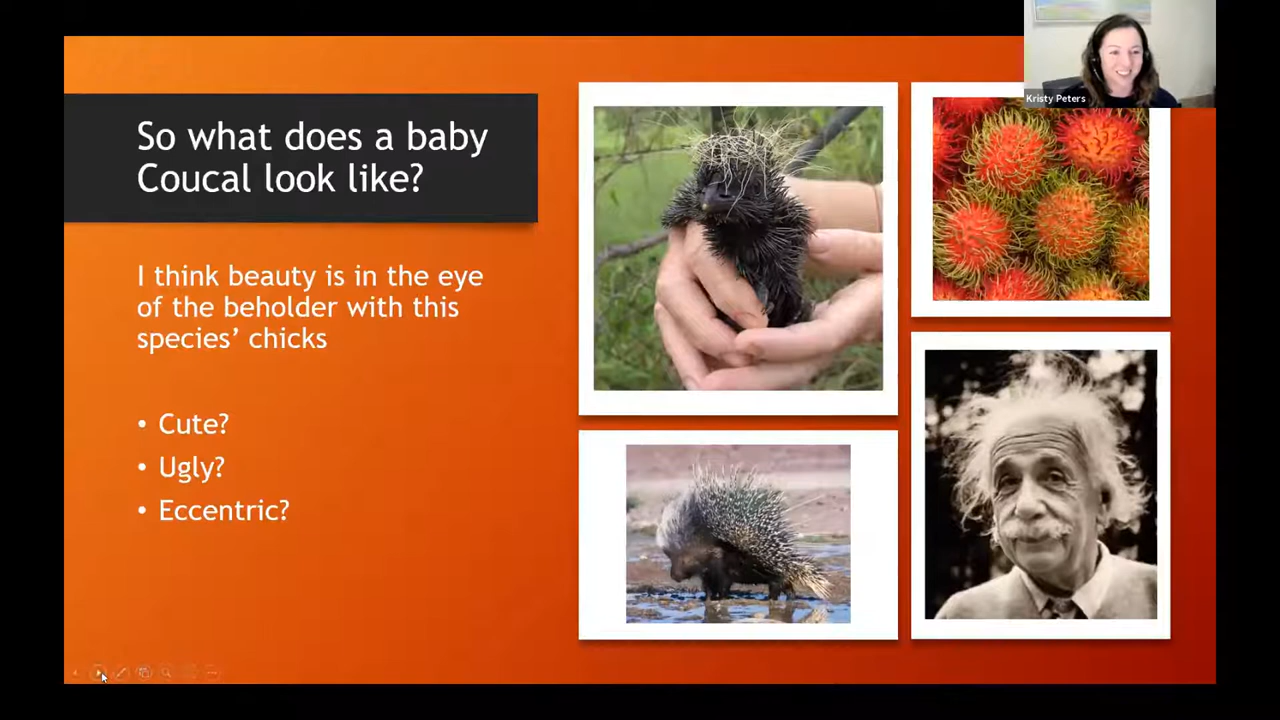 So what does a baby
Coucal look like?
I think beauty is in the eye
of the beholder with this
species’ chicks
• Cute?
• Ugly?
• Eccentric?
Kristy Peters